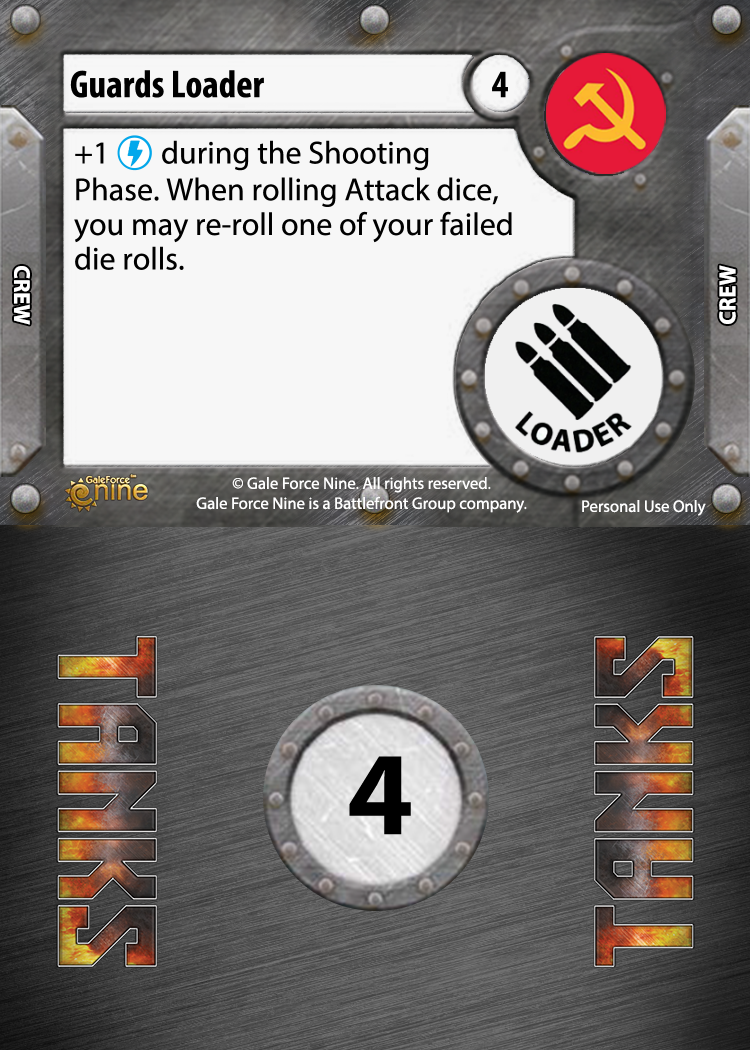 Guards Loader
4
+1 during the Shooting
Phase. When rolling Attack dice,
you may re-roll one of your failed
die rolls.
CREW
CREW
LOADER
GaleForce™
nine
© Gale Force Nine. All rights reserved.
Gale Force Nine is a Battlefront Group company.
Personal Use Only
TANKS
4
TANKS